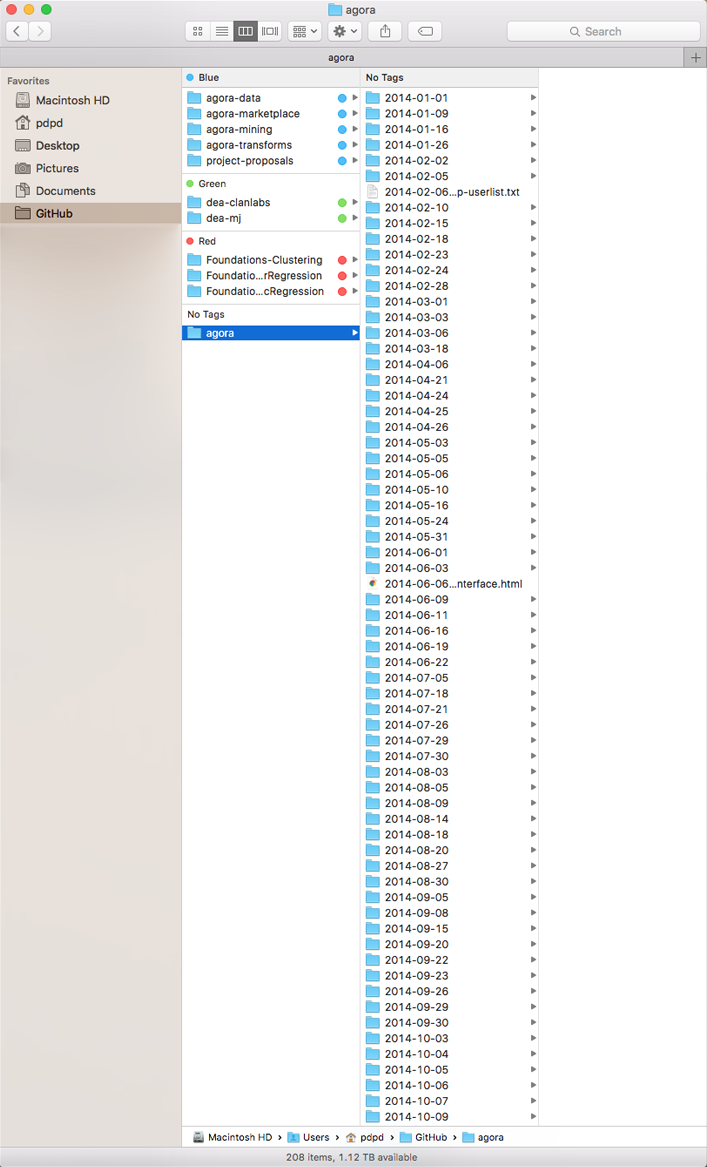 agora
Search
agora
Favorites
Macintosh HD
pdpd
Desktop
Pictures
Documents
GitHub
Blue
agora-data
agora-marketplace
agora-mining
agora-transforms
project-proposals
Green
dea-clanlabs
dea-mj
Red
Foundations-Clustering
Foundatio...rRegression
Foundatio...cRegression
No Tags
agora
No Tags
2014-01-01
2014-01-09
2014-01-16
2014-01-26
2014-02-02
2014-02-05
2014-02-06...p-userlist.txt
2014-02-10
2014-02-15
2014-02-18
2014-02-23
2014-02-24
2014-02-28
2014-03-01
2014-03-03
2014-03-06
2014-03-18
2014-04-06
2014-04-21
2014-04-24
2014-04-25
2014-04-26
2014-05-03
2014-05-05
2014-05-06
2014-05-10
2014-05-16
2014-05-24
2014-05-31
2014-06-01
2014-06-03
2014-06-06...nterface.html
2014-06-09
2014-06-11
2014-06-16
2014-06-19
2014-06-22
2014-07-05
2014-07-18
2014-07-21
2014-07-26
2014-07-29
2014-07-30
2014-08-03
2014-08-05
2014-08-09
2014-08-14
2014-08-18
2014-08-20
2014-08-27
2014-08-30
2014-09-05
2014-09-08
2014-09-15
2014-09-20
2014-09-22
2014-09-23
2014-09-26
2014-09-29
2014-09-30
2014-10-03
2014-10-04
2014-10-05
2014-10-06
2014-10-07
2014-10-09
Macintosh HD › Users › pdpd › GitHub › agora
208 items, 1.12 TB available